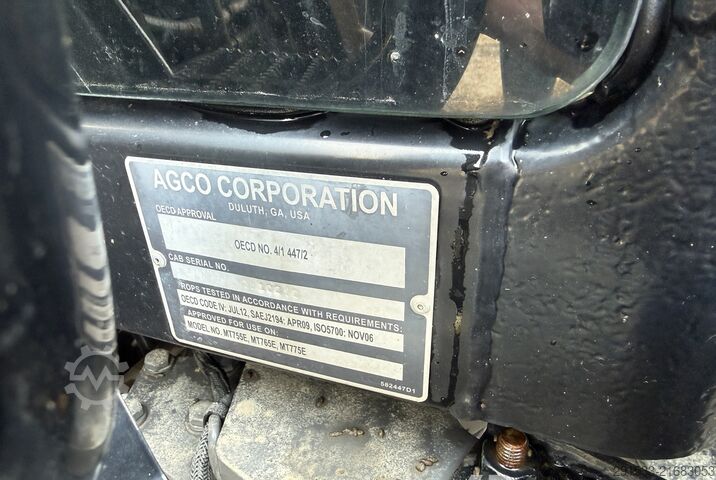 AGCO CORPORATION
DULUTH, GA, USA
OECD APPROVAL
OECD NO. 4/1 447/2
CAB SERIAL NO.
ROPS TESTED IN ACCORDANCE WITH REQUIREMENTS:
OECD CODE IV: JUL12, SAEJ2194: APR09, ISO5700: NOV06
APPROVED FOR USE ON:
MODEL NO. MT755E, MT765E, MT775E
582447D1